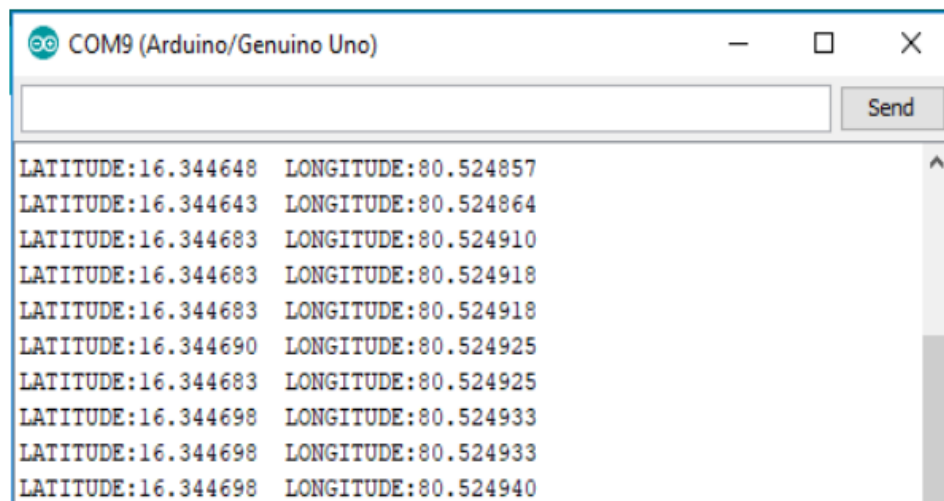 COM9 (Arduino/Genuino Uno)
Send
LATITUDE:16.344648 LONGITUDE:80.524857
LATITUDE:16.344643 LONGITUDE:80.524864
LATITUDE:16.344683 LONGITUDE:80.524910
LATITUDE:16.344683 LONGITUDE:80.524918
LATITUDE:16.344683 LONGITUDE:80.524918
LATITUDE:16.344690 LONGITUDE:80.524925
LATITUDE:16.344683 LONGITUDE:80.524925
LATITUDE:16.344698 LONGITUDE:80.524933
LATITUDE:16.344698 LONGITUDE:80.524933
LATITUDE:16.344698 LONGITUDE:80.524940